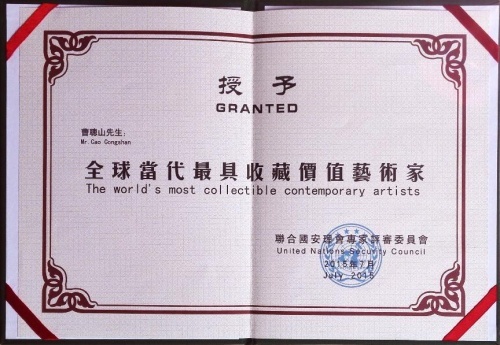 授予
GRANTED
曹聰山先生：
Mr.Cao Congshan
全球當代最具收藏價值藝術家
The world's most collectible contemporary artists
聯合國安理會專家評審委員會
United Nations Security Council
2015年7月
July 2015